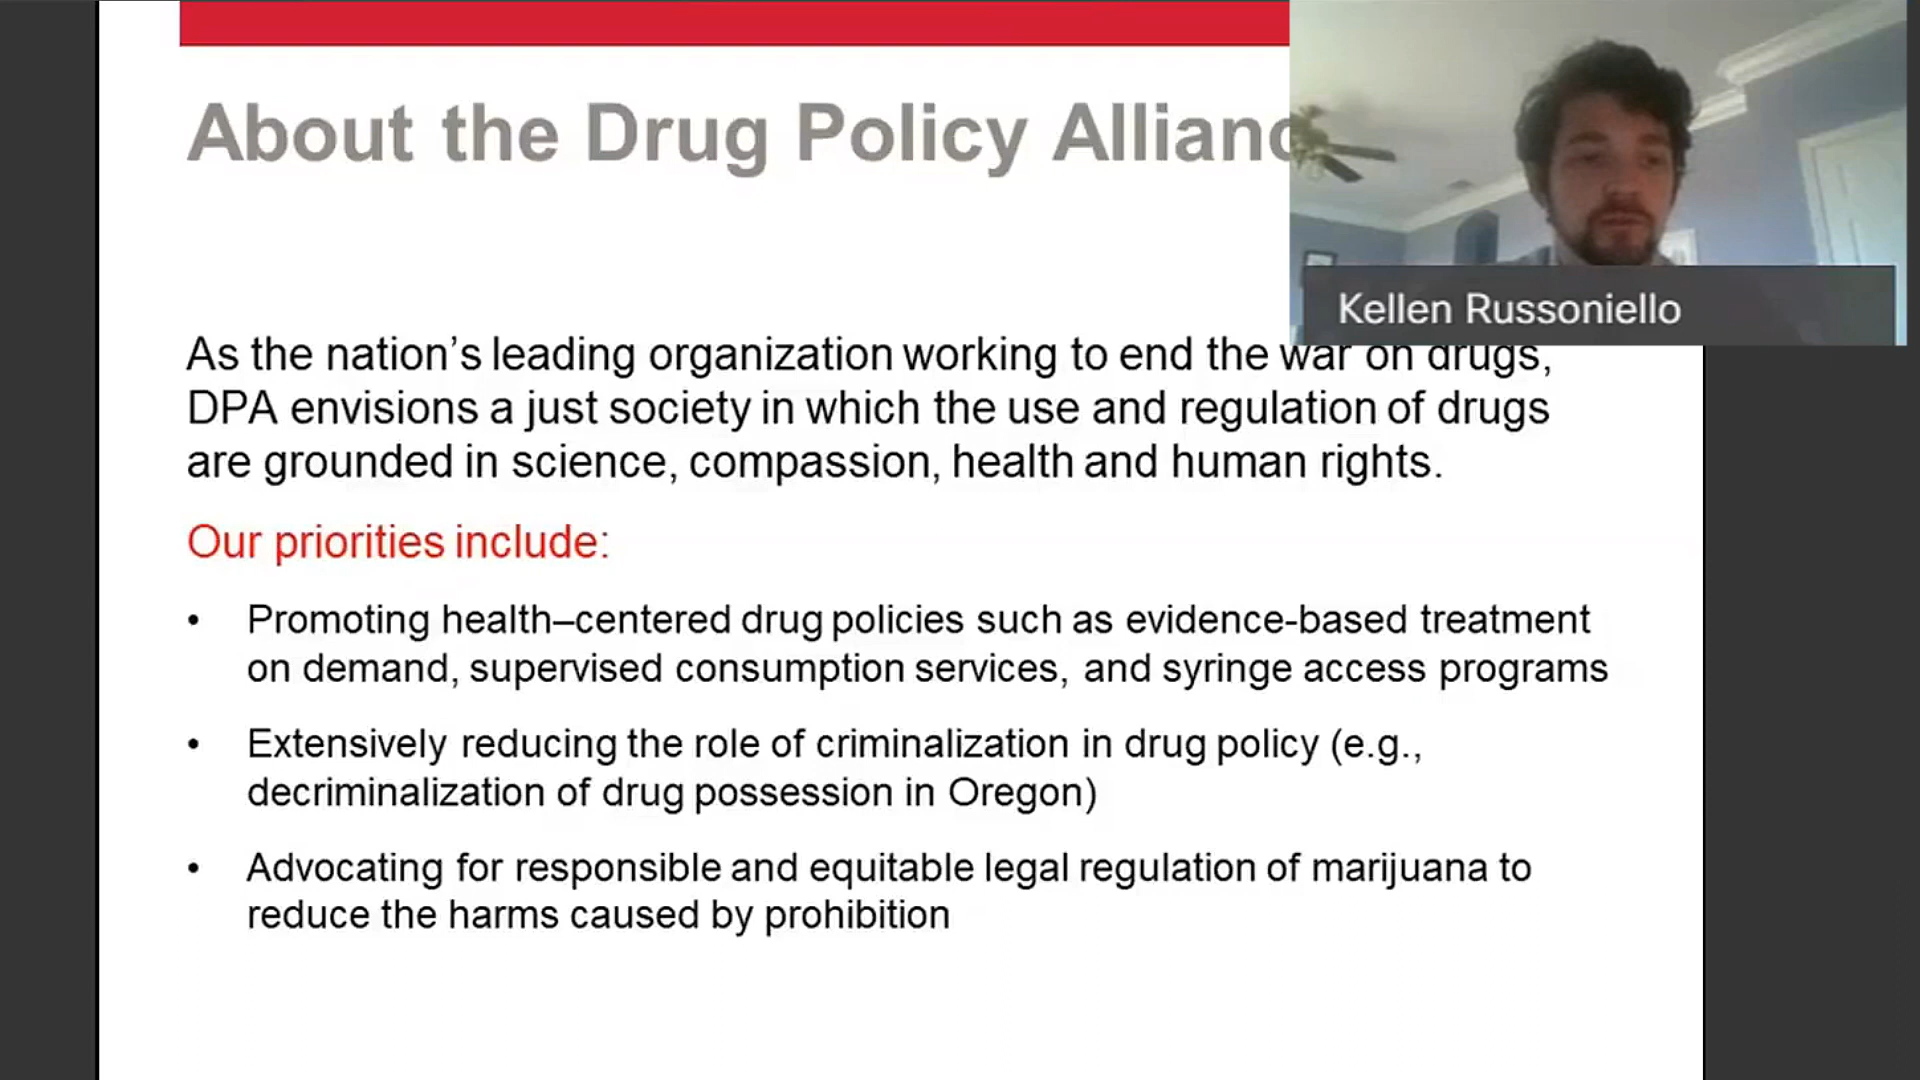 About the Drug Policy Allianc
Kellen Russoniello
As the nation's leading organization working to end the war on drugs,
DPA envisions a just society in which the use and regulation of drugs
are grounded in science, compassion, health and human rights.
Our priorities include:
• Promoting health–centered drug policies such as evidence-based treatment
on demand, supervised consumption services, and syringe access programs
• Extensively reducing the role of criminalization in drug policy (e.g.,
decriminalization of drug possession in Oregon)
• Advocating for responsible and equitable legal regulation of marijuana to
reduce the harms caused by prohibition